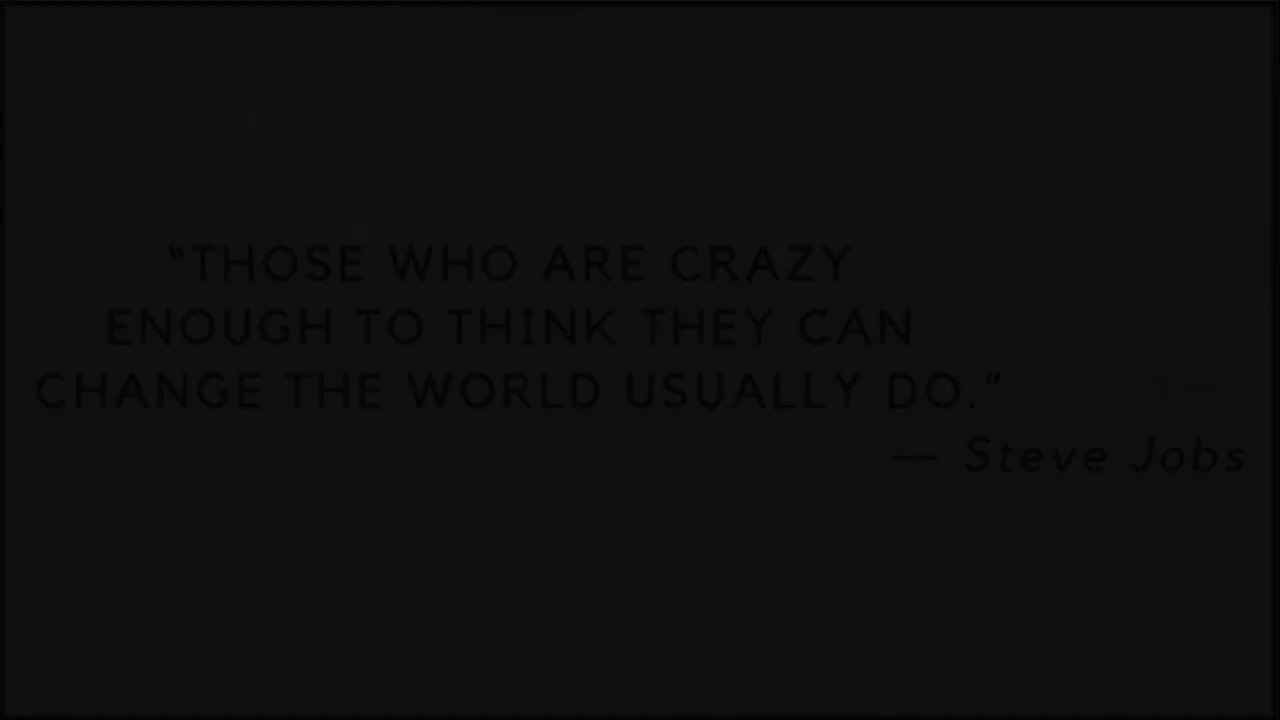 “THOSE WHO ARE CRAZY
ENOUGH TO THINK THEY CAN
CHANGE THE WORLD USUALLY DO.”
— Steve Jobs